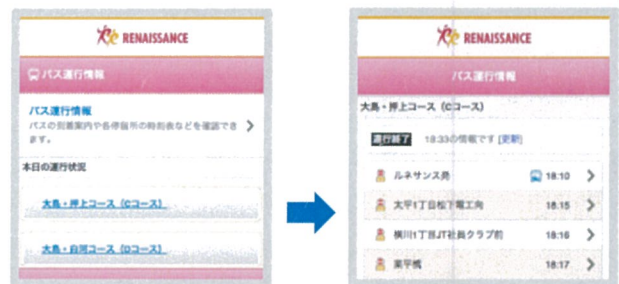 RENAISSANCE
バス運行情報
バス運行情報
バスの到着案内や各停留所の時刻表などを確認でき
ます。
本日の運行状況
大島・押上コース（Cコース）
大島・白河コース（Dコース）
RENAISSANCE
バス運行情報
大島・押上コース（Cコース）
運行終了 18:33の情報です [更新]
ルネサンス発 18:10
太平1丁目松下電工向 18:15
横川1丁目JT社員クラブ前 18:16
業平橋 18:17